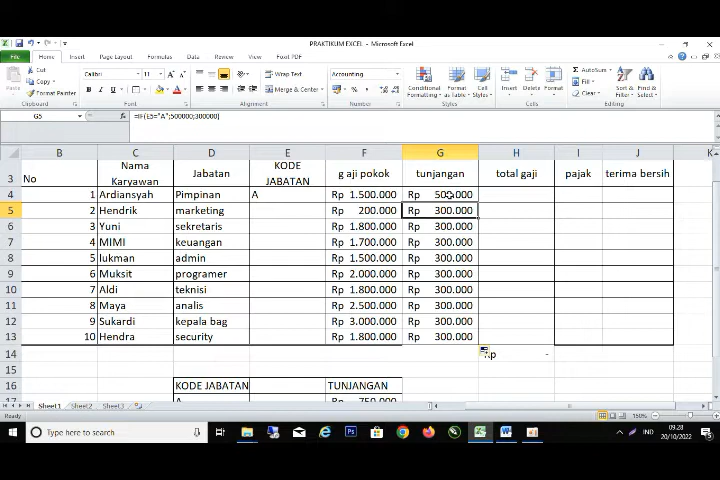 PRAKTIKUM EXCEL - Microsoft Excel
File Home Insert Page Layout Formulas Data Review View Foxit PDF
Cut Calibri 11 Wrap Text Accounting AutoSum
Paste Copy Fill
Format Painter B I U Merge & Center % Conditional Formatting Format as Table Cell Styles Insert Delete Format Clear Sort & Filter Find & Select
Clipboard Font Alignment Number Styles Cells Editing
G5 fx =IF(E5="A";500000;300000)
B C D E F G H I J K
3 No Nama Karyawan Jabatan KODE JABATAN g aji pokok tunjangan total gaji pajak terima bersih
4 1 Ardiansyah Pimpinan A Rp 1.500.000 Rp 500.000
5 2 Hendrik marketing Rp 200.000 Rp 300.000
6 3 Yuni sekretaris Rp 1.800.000 Rp 300.000
7 4 MIMI keuangan Rp 1.700.000 Rp 300.000
8 5 lukman admin Rp 1.500.000 Rp 300.000
9 6 Muksit programer Rp 2.000.000 Rp 300.000
10 7 Aldi teknisi Rp 1.800.000 Rp 300.000
11 8 Maya analis Rp 2.500.000 Rp 300.000
12 9 Sukardi kepala bag Rp 3.000.000 Rp 300.000
13 10 Hendra security Rp 1.800.000 Rp 300.000
14 Rp -
15
16 KODE JABATAN TUNJANGAN
17 A Rp 750.000
Sheet1 Sheet2 Sheet3
Ready 150%
Type here to search IND 09.28
20/10/2022